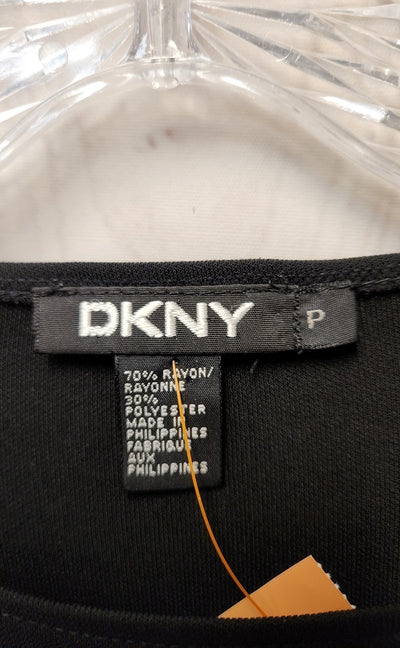 DKNY
P
70% RAYON/
RAYONNE
30%
POLYESTER
MADE IN
PHILIPPINES
FABRIQUE
AUX
PHILIPPINES